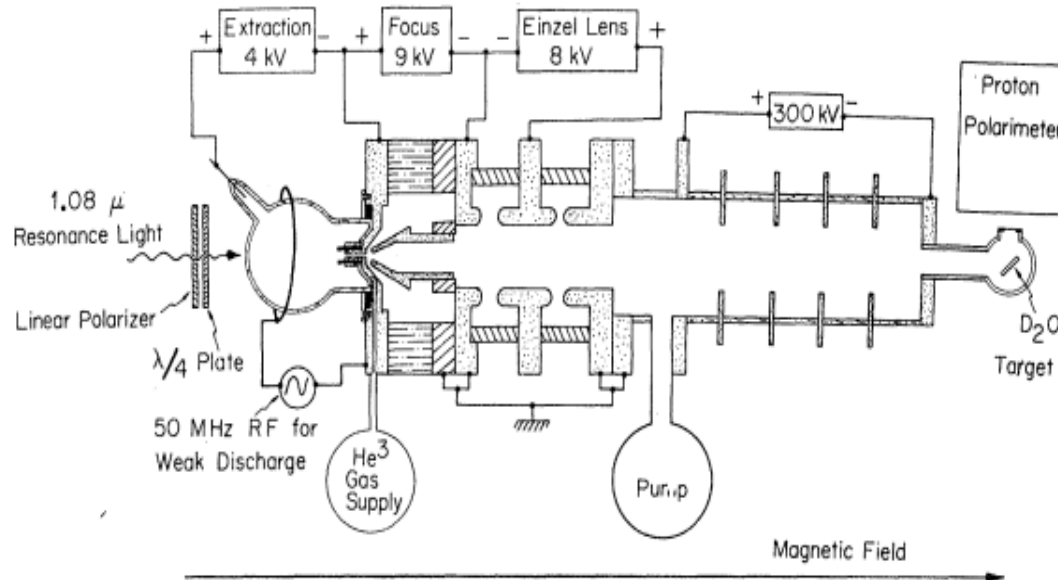 + Extraction - + Focus - - Einzel Lens +
4 kV 9 kV 8 kV
+ 300 kV -
Proton
Polarimeter
1.08 μ
Resonance Light
Linear Polarizer
λ/4 Plate
50 MHz RF for
Weak Discharge
He³
Gas
Supply
Pump
D₂O
Target
Magnetic Field